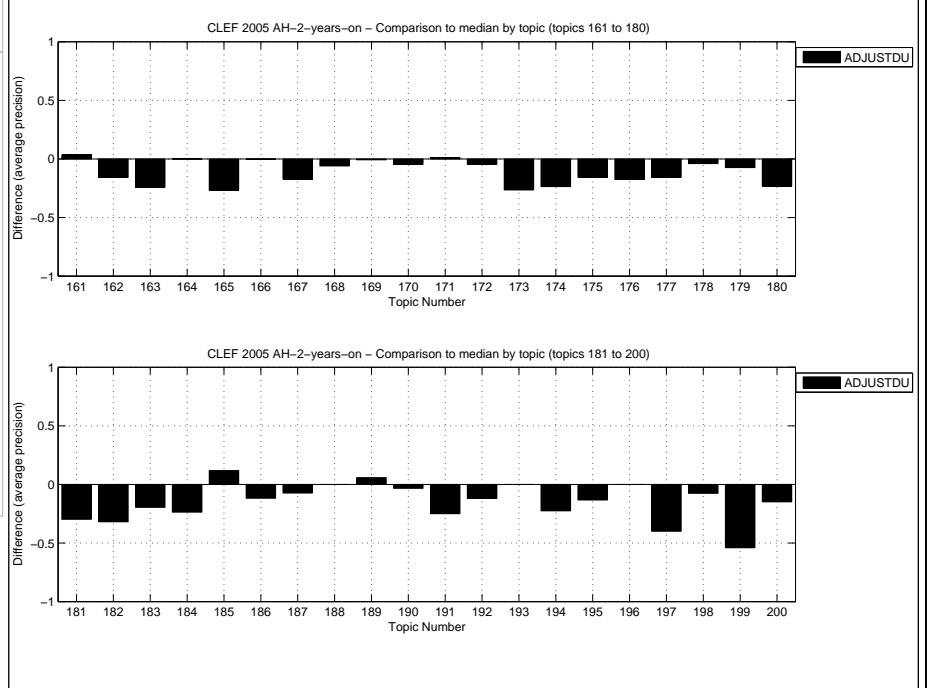 CLEF 2005 AH−2−years−on − Comparison to median by topic (topics 161 to 180)
1
0.5
0
−0.5
−1
Difference (average precision)
161 162 163 164 165 166 167 168 169 170 171 172 173 174 175 176 177 178 179 180
Topic Number
ADJUSTDU
CLEF 2005 AH−2−years−on − Comparison to median by topic (topics 181 to 200)
1
0.5
0
−0.5
−1
Difference (average precision)
181 182 183 184 185 186 187 188 189 190 191 192 193 194 195 196 197 198 199 200
Topic Number
ADJUSTDU